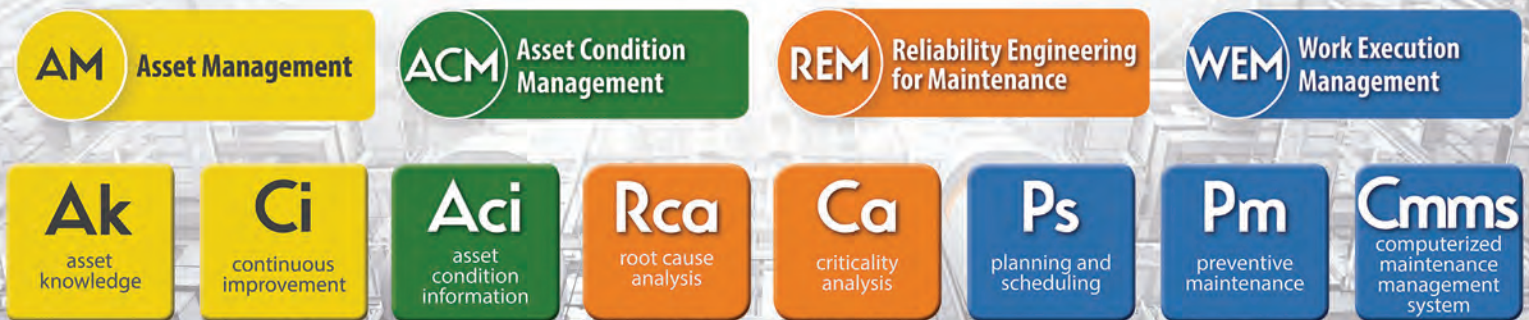 AM
Asset Management
ACM
Asset Condition
Management
REM
Reliability Engineering
for Maintenance
WEM
Work Execution
Management
Ak
asset
knowledge
Ci
continuous
improvement
Aci
asset
condition
information
Rca
root cause
analysis
Ca
criticality
analysis
Ps
planning and
scheduling
Pm
preventive
maintenance
Cmms
computerized
maintenance
management
system